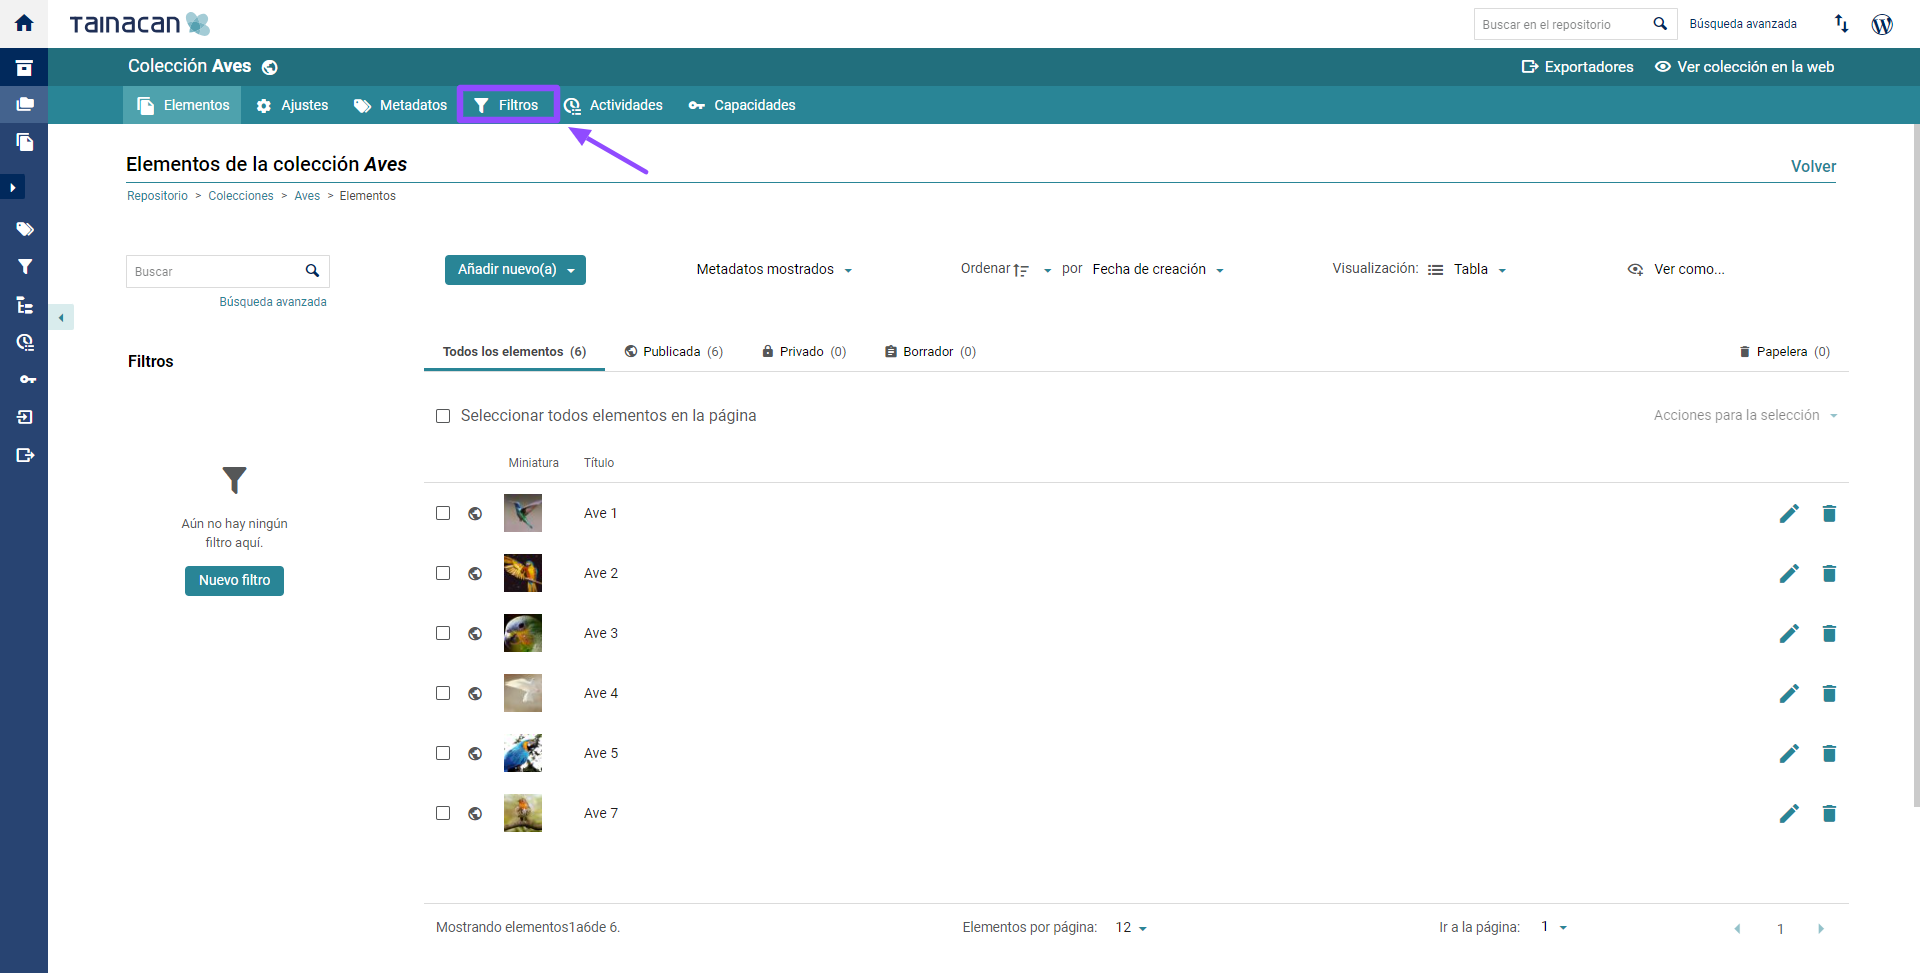 TAINACAN
Buscar en el repositorio
Búsqueda avanzada
Colección Aves
Exportadores
Ver colección en la web
Elementos
Ajustes
Metadatos
Filtros
Actividades
Capacidades
Elementos de la colección Aves
Volver
Repositorio > Colecciones > Aves > Elementos
Buscar
Añadir nuevo(a)
Metadatos mostrados
Ordenar
por
Fecha de creación
Visualización:
Tabla
Ver como...
Búsqueda avanzada
Filtros
Todos los elementos (6)
Publicada (6)
Privado (0)
Borrador (0)
Papelera (0)
Seleccionar todos elementos en la página
Acciones para la selección
Miniatura
Título
Aún no hay ningún
filtro aquí.
Nuevo filtro
Ave 1
Ave 2
Ave 3
Ave 4
Ave 5
Ave 7
Mostrando elementos1a6de 6.
Elementos por página: 12
Ir a la página: 1
1